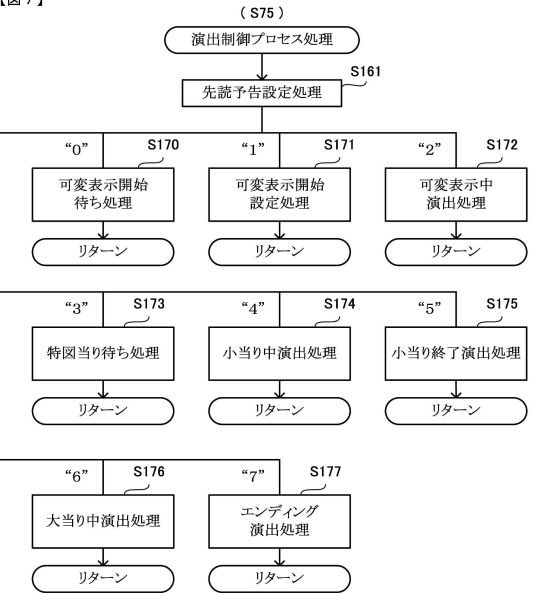 【図7】
(S75)
演出制御プロセス処理
S161
先読予告設定処理
“0” S170 “1” S171 “2” S172
可変表示開始 可変表示開始 可変表示中
待ち処理 設定処理 演出処理
リターン リターン リターン
“3” S173 “4” S174 “5” S175
特図当り待ち処理 小当り中演出処理 小当り終了演出処理
リターン リターン リターン
“6” S176 “7” S177
大当り中演出処理 エンディング
演出処理
リターン リターン